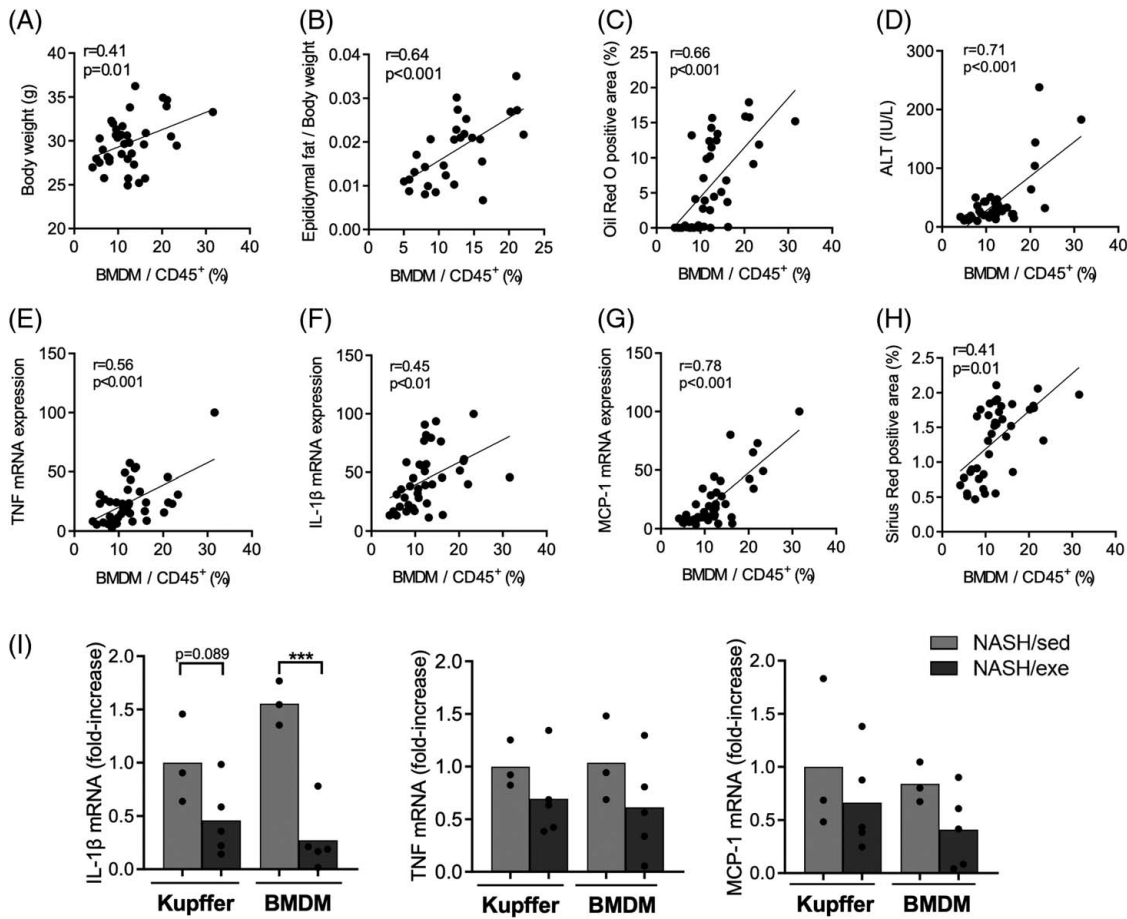 (A)
r=0.41
p=0.01
Body weight (g)
40
35
30
25
20
0
10
20
30
40
BMDM / CD45⁺ (%)
(B)
r=0.64
p<0.001
Epididymal fat / Body weight
0.04
0.03
0.02
0.01
0.00
0
5
10
15
20
25
BMDM / CD45⁺ (%)
(C)
r=0.66
p<0.001
Oil Red O positive area (%)
25
20
15
10
5
0
0
10
20
30
40
BMDM / CD45⁺ (%)
(D)
r=0.71
p<0.001
ALT (IU/L)
300
200
100
0
0
10
20
30
40
BMDM / CD45⁺ (%)
(E)
r=0.56
p<0.001
TNF mRNA expression
150
100
50
0
0
10
20
30
40
BMDM / CD45⁺ (%)
(F)
r=0.45
p<0.01
IL-1β mRNA expression
150
100
50
0
0
10
20
30
40
BMDM / CD45⁺ (%)
(G)
r=0.78
p<0.001
MCP-1 mRNA expression
150
100
50
0
0
10
20
30
40
BMDM / CD45⁺ (%)
(H)
r=0.41
p=0.01
Sirius Red positive area (%)
2.5
2.0
1.5
1.0
0.5
0.0
0
10
20
30
40
BMDM / CD45⁺ (%)
(I)
IL-1β mRNA (fold-increase)
2.0
1.5
1.0
0.5
0.0
p=0.089
***
Kupffer
BMDM
TNF mRNA (fold-increase)
2.0
1.5
1.0
0.5
0.0
Kupffer
BMDM
MCP-1 mRNA (fold-increase)
2.0
1.5
1.0
0.5
0.0
Kupffer
BMDM
NASH/sed
NASH/exe